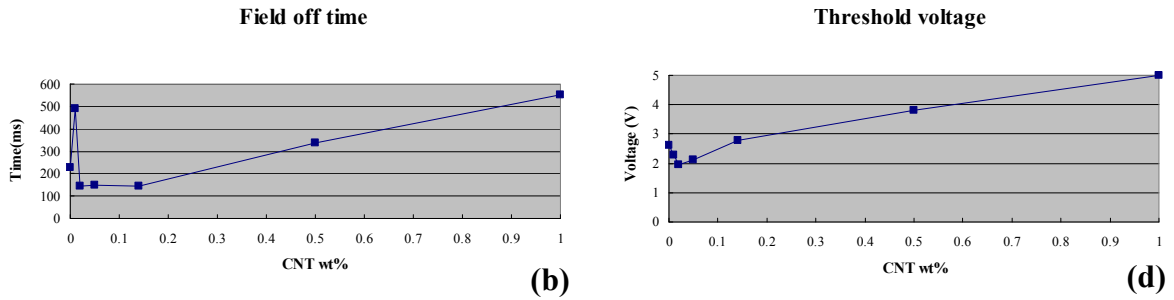 Field off time
Time(ms)
600
500
400
300
200
100
0
0 0.1 0.2 0.3 0.4 0.5 0.6 0.7 0.8 0.9 1
CNT wt%
(b)
Threshold voltage
Voltage (V)
5
4
3
2
1
0
0 0.1 0.2 0.3 0.4 0.5 0.6 0.7 0.8 0.9 1
CNT wt%
(d)